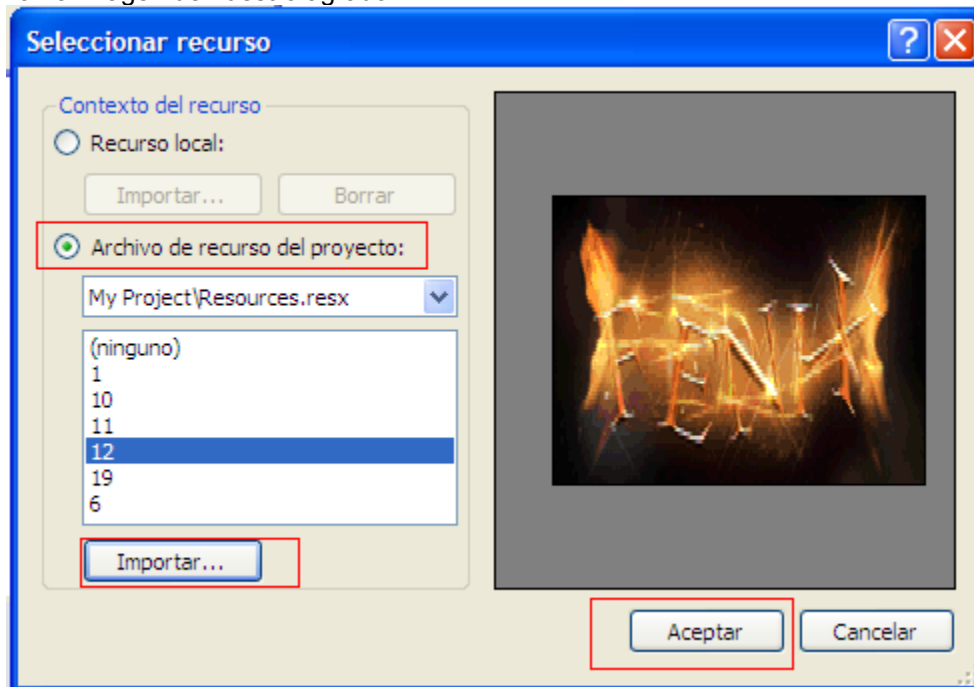 Seleccionar recurso
Contexto del recurso
Recurso local:
Importar... Borrar
Archivo de recurso del proyecto:
My Project\Resources.resx
(ninguno)
1
10
11
12
19
6
Importar...
Aceptar Cancelar